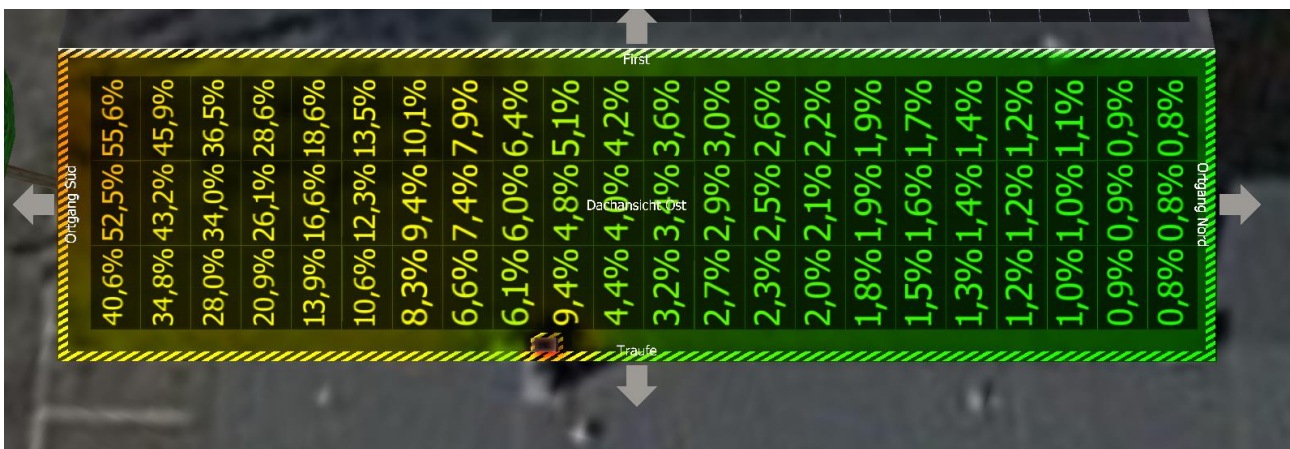 First
55,6% 45,9% 36,5% 28,6% 18,6% 13,5% 10,1% 7,9% 6,4% 5,1% 4,2% 3,6% 3,0% 2,6% 2,2% 1,9% 1,7% 1,4% 1,2% 1,1% 0,9% 0,8%
Ortgang Süd
52,5% 43,2% 34,0% 26,1% 16,6% 12,3% 9,4% 7,4% 6,0% 4,8% 2,9% 2,5% 2,1% 1,9% 1,6% 1,4% 1,2% 1,0% 0,9% 0,8%
Dachansicht Ost
Ortgang Nord
40,6% 34,8% 28,0% 20,9% 13,9% 10,6% 8,3% 6,6% 6,1% 9,4% 4,4% 3,2% 2,7% 2,3% 2,0% 1,8% 1,5% 1,3% 1,2% 1,0% 0,9% 0,8%
Traufe